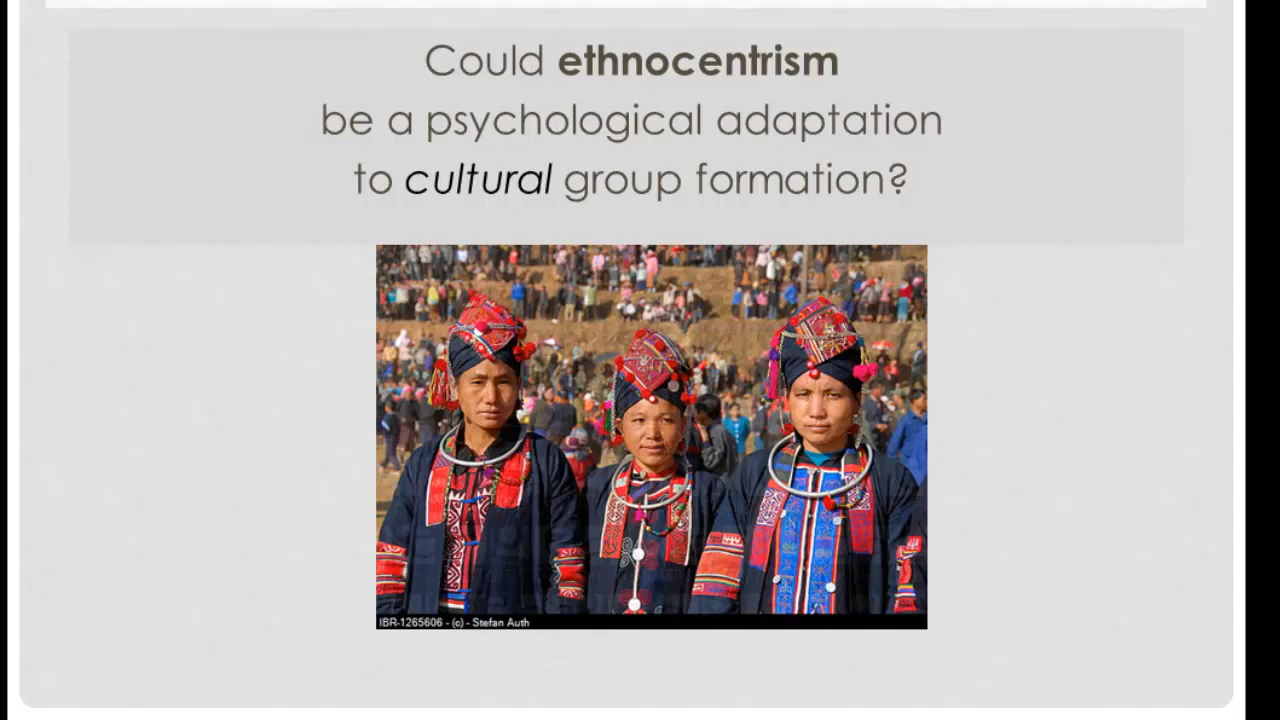 Could ethnocentrism
be a psychological adaptation
to cultural group formation?
IBR-1265606 - (c) - Stefan Auth